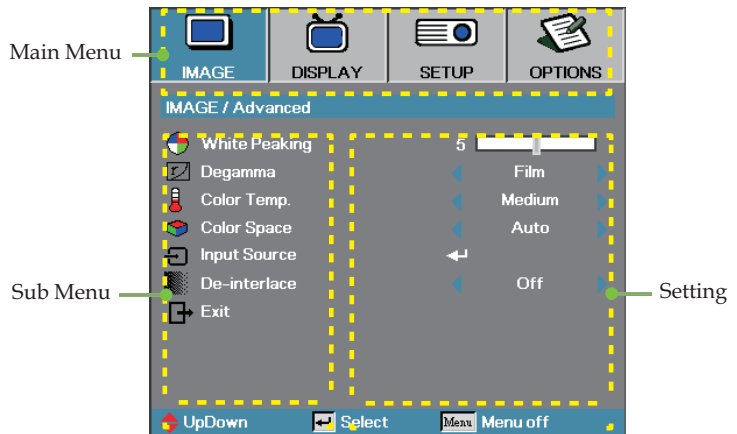 Main Menu
IMAGE DISPLAY SETUP OPTIONS
IMAGE / Advanced
White Peaking 5
Degamma Film
Color Temp. Medium
Color Space Auto
Input Source
De-interlace Off
Sub Menu
Setting
Exit
UpDown Select Menu Menu off